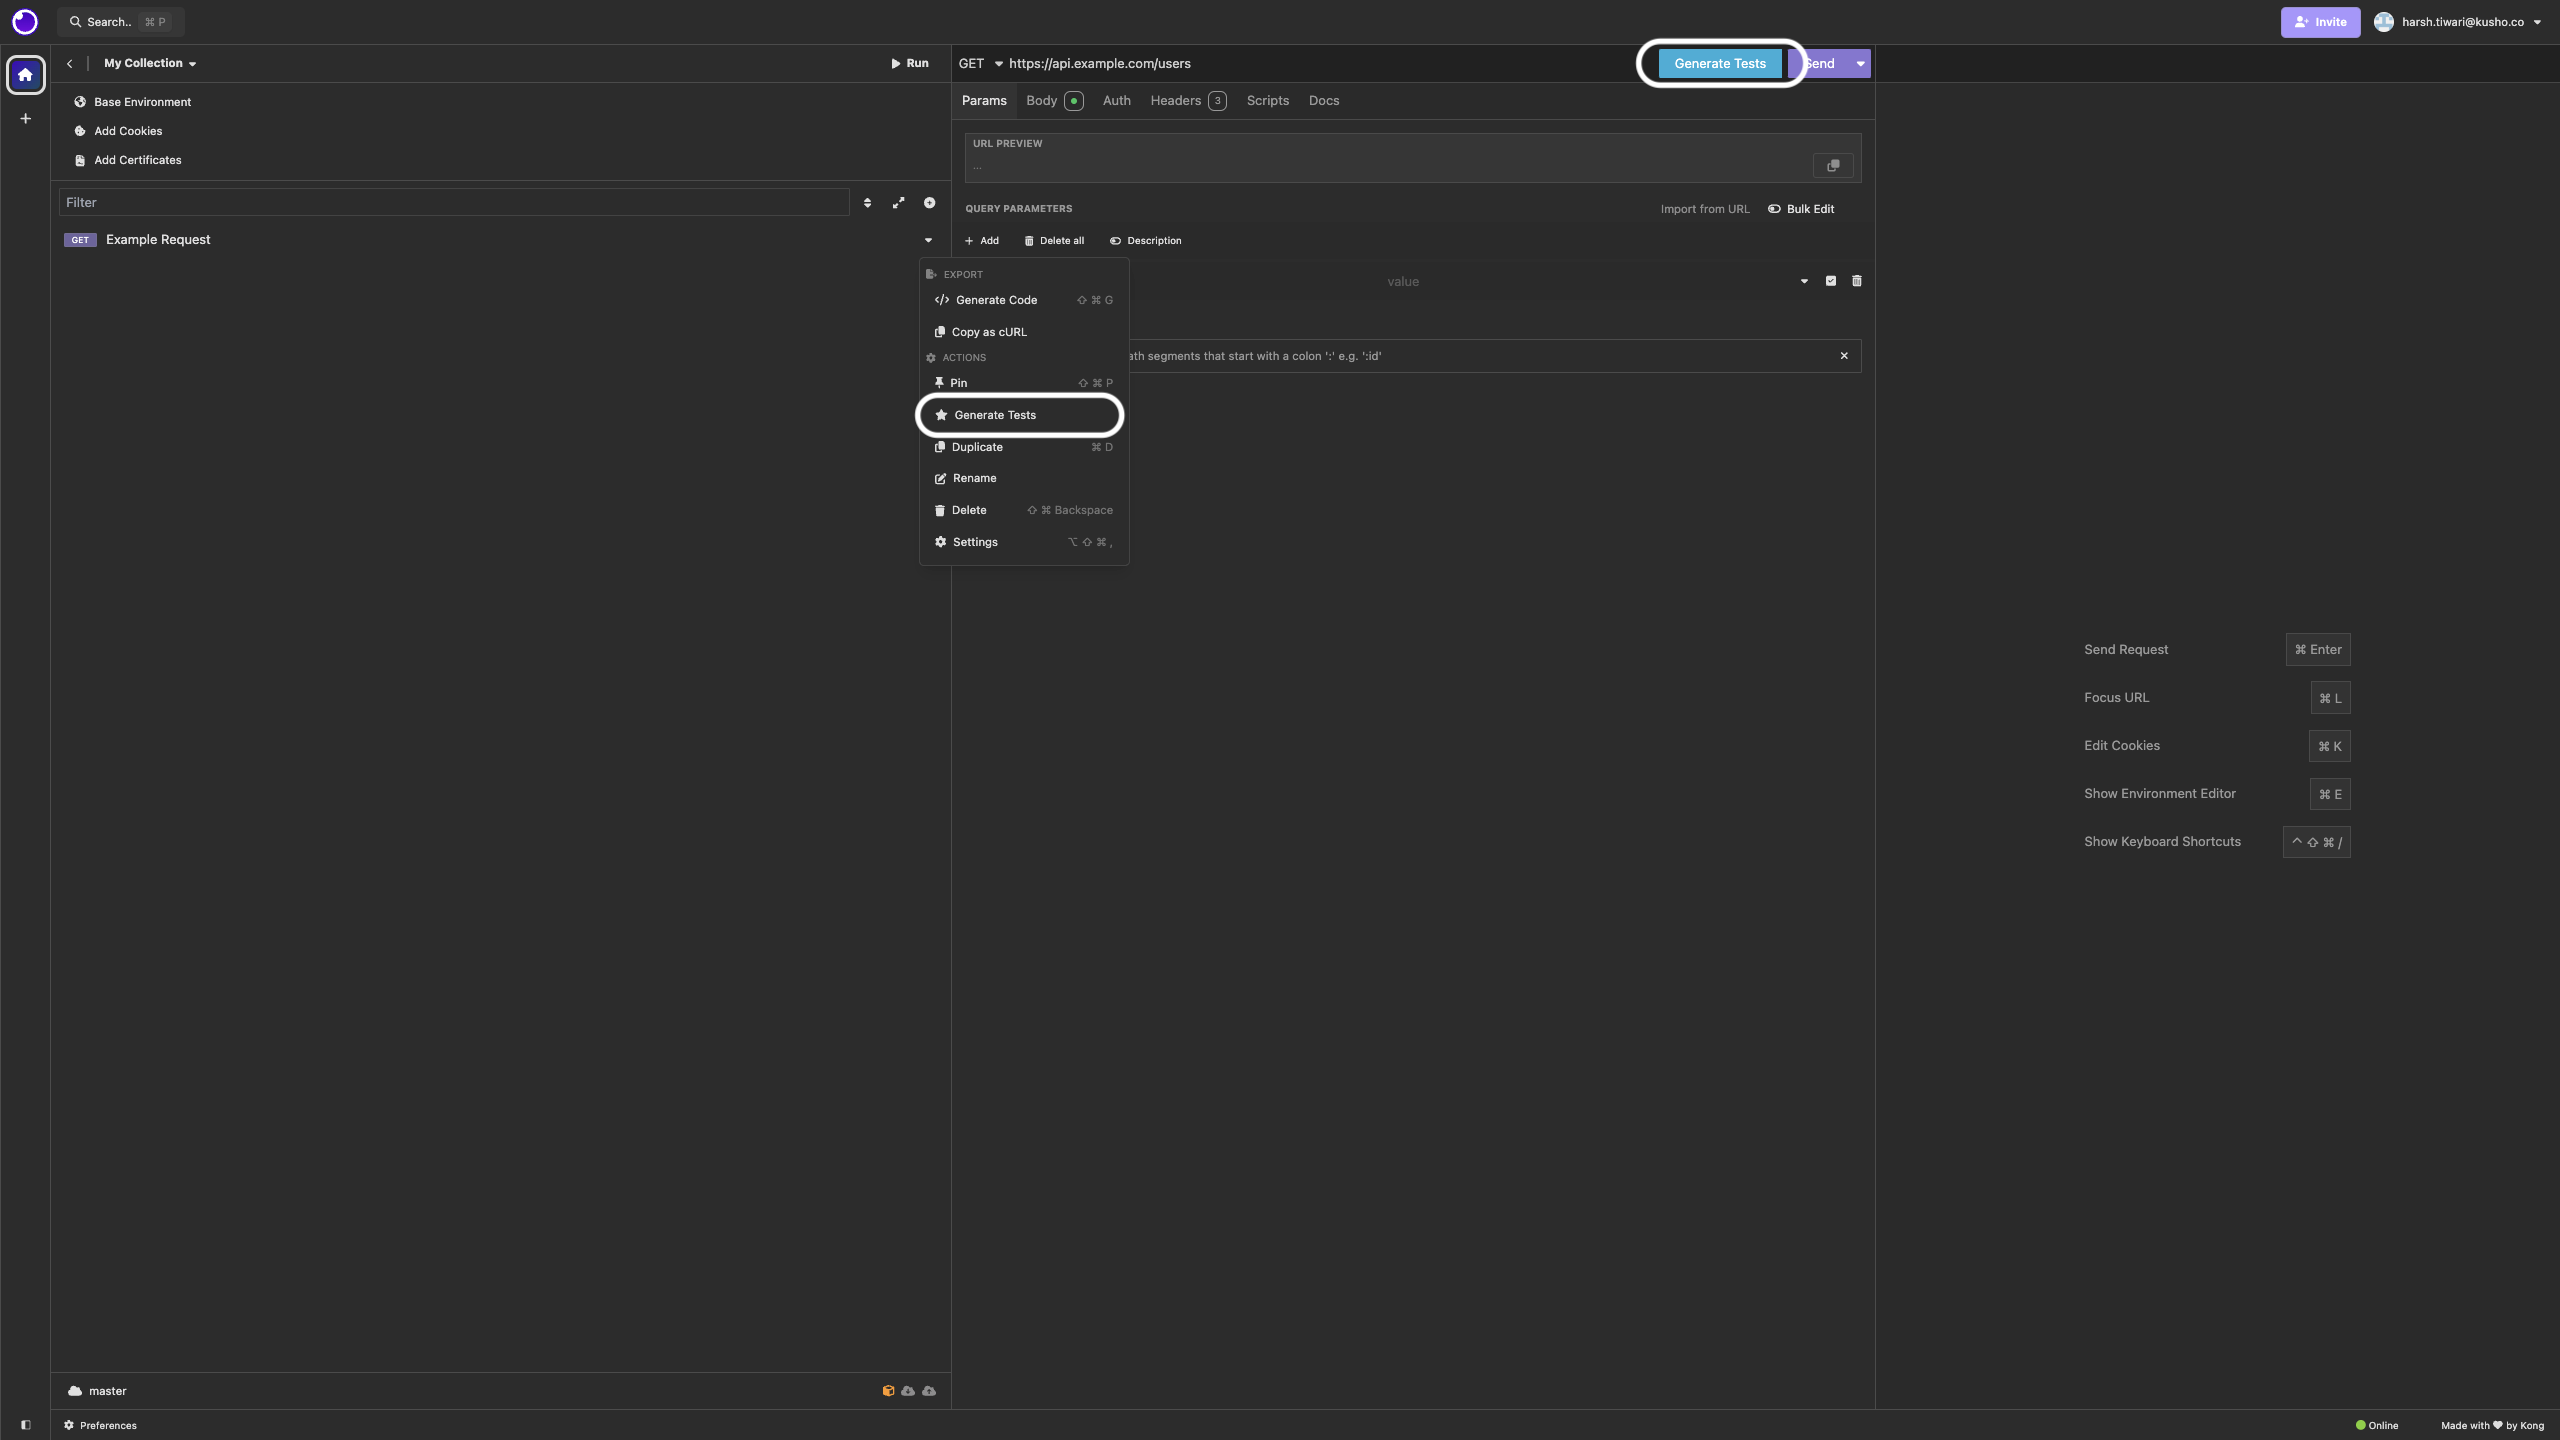 Search.. ⌘ P
Invite
harsh.tiwari@kusho.co
My Collection
Run
GET https://api.example.com/users
Generate Tests
Send
Base Environment
Add Cookies
Add Certificates
Filter
GET Example Request
Params Body Auth Headers 3 Scripts Docs
URL PREVIEW
...
QUERY PARAMETERS
Import from URL Bulk Edit
Add Delete all Description
value
ath segments that start with a colon ':' e.g. ':id'
EXPORT
Generate Code ⇧ ⌘ G
Copy as cURL
ACTIONS
Pin ⇧ ⌘ P
Generate Tests
Duplicate ⌘ D
Rename
Delete ⇧ ⌘ Backspace
Settings ⌥ ⇧ ⌘ ,
Send Request ⌘ Enter
Focus URL ⌘ L
Edit Cookies ⌘ K
Show Environment Editor ⌘ E
Show Keyboard Shortcuts ^ ⇧ ⌘ /
master
Preferences
Online
Made with ♥ by Kong